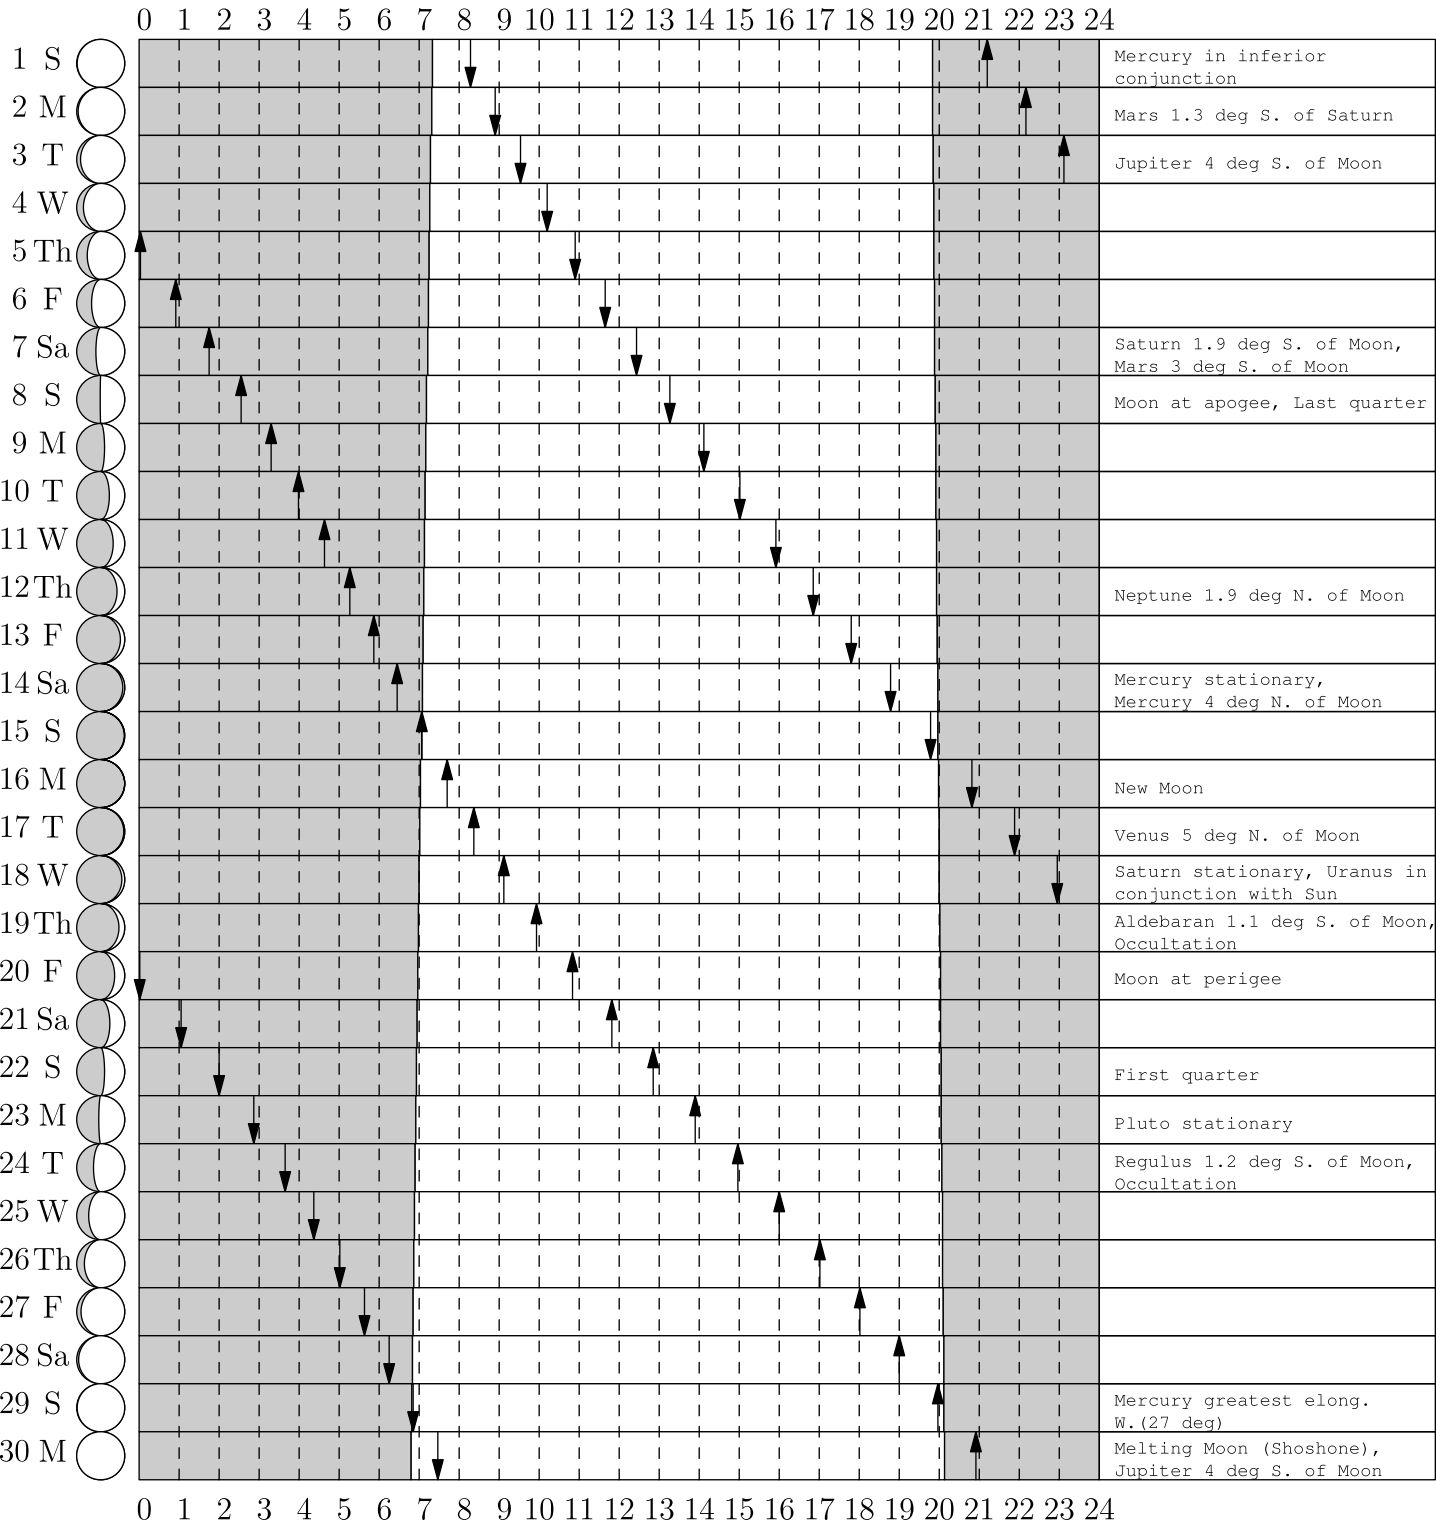 0 1 2 3 4 5 6 7 8 9 10 11 12 13 14 15 16 17 18 19 20 21 22 23 24
1 S Mercury in inferior
conjunction
2 M Mars 1.3 deg S. of Saturn
3 T Jupiter 4 deg S. of Moon
4 W
5 Th
6 F
7 Sa Saturn 1.9 deg S. of Moon,
Mars 3 deg S. of Moon
8 S Moon at apogee, Last quarter
9 M
10 T
11 W
12 Th Neptune 1.9 deg N. of Moon
13 F
14 Sa Mercury stationary,
Mercury 4 deg N. of Moon
15 S
16 M New Moon
17 T Venus 5 deg N. of Moon
18 W Saturn stationary, Uranus in
conjunction with Sun
19 Th Aldebaran 1.1 deg S. of Moon,
Occultation
20 F Moon at perigee
21 Sa
22 S First quarter
23 M Pluto stationary
24 T Regulus 1.2 deg S. of Moon,
Occultation
25 W
26 Th
27 F
28 Sa
29 S Mercury greatest elong.
W.(27 deg)
30 M Melting Moon (Shoshone),
Jupiter 4 deg S. of Moon
0 1 2 3 4 5 6 7 8 9 10 11 12 13 14 15 16 17 18 19 20 21 22 23 24